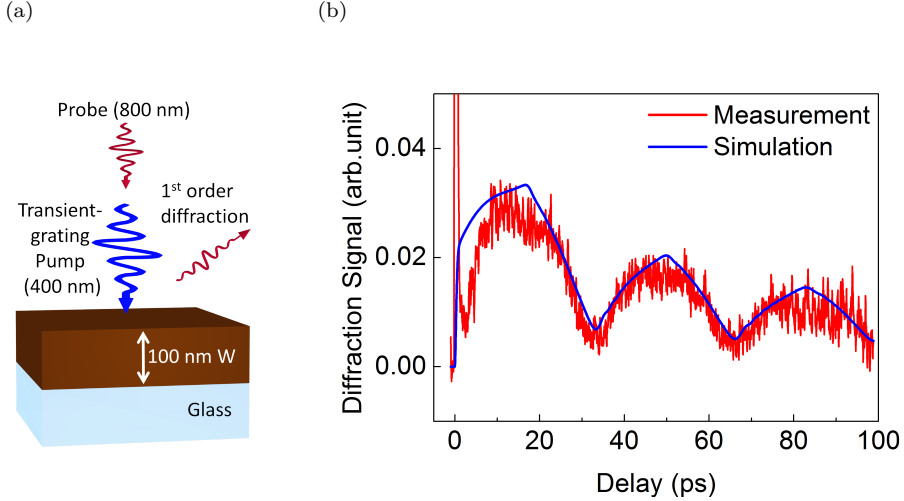 (a)
Probe (800 nm)
1st order
diffraction
Transient-
grating
Pump
(400 nm)
100 nm W
Glass
(b)
Diffraction Signal (arb.unit)
0.04
0.02
0.00
Measurement
Simulation
0 20 40 60 80 100
Delay (ps)